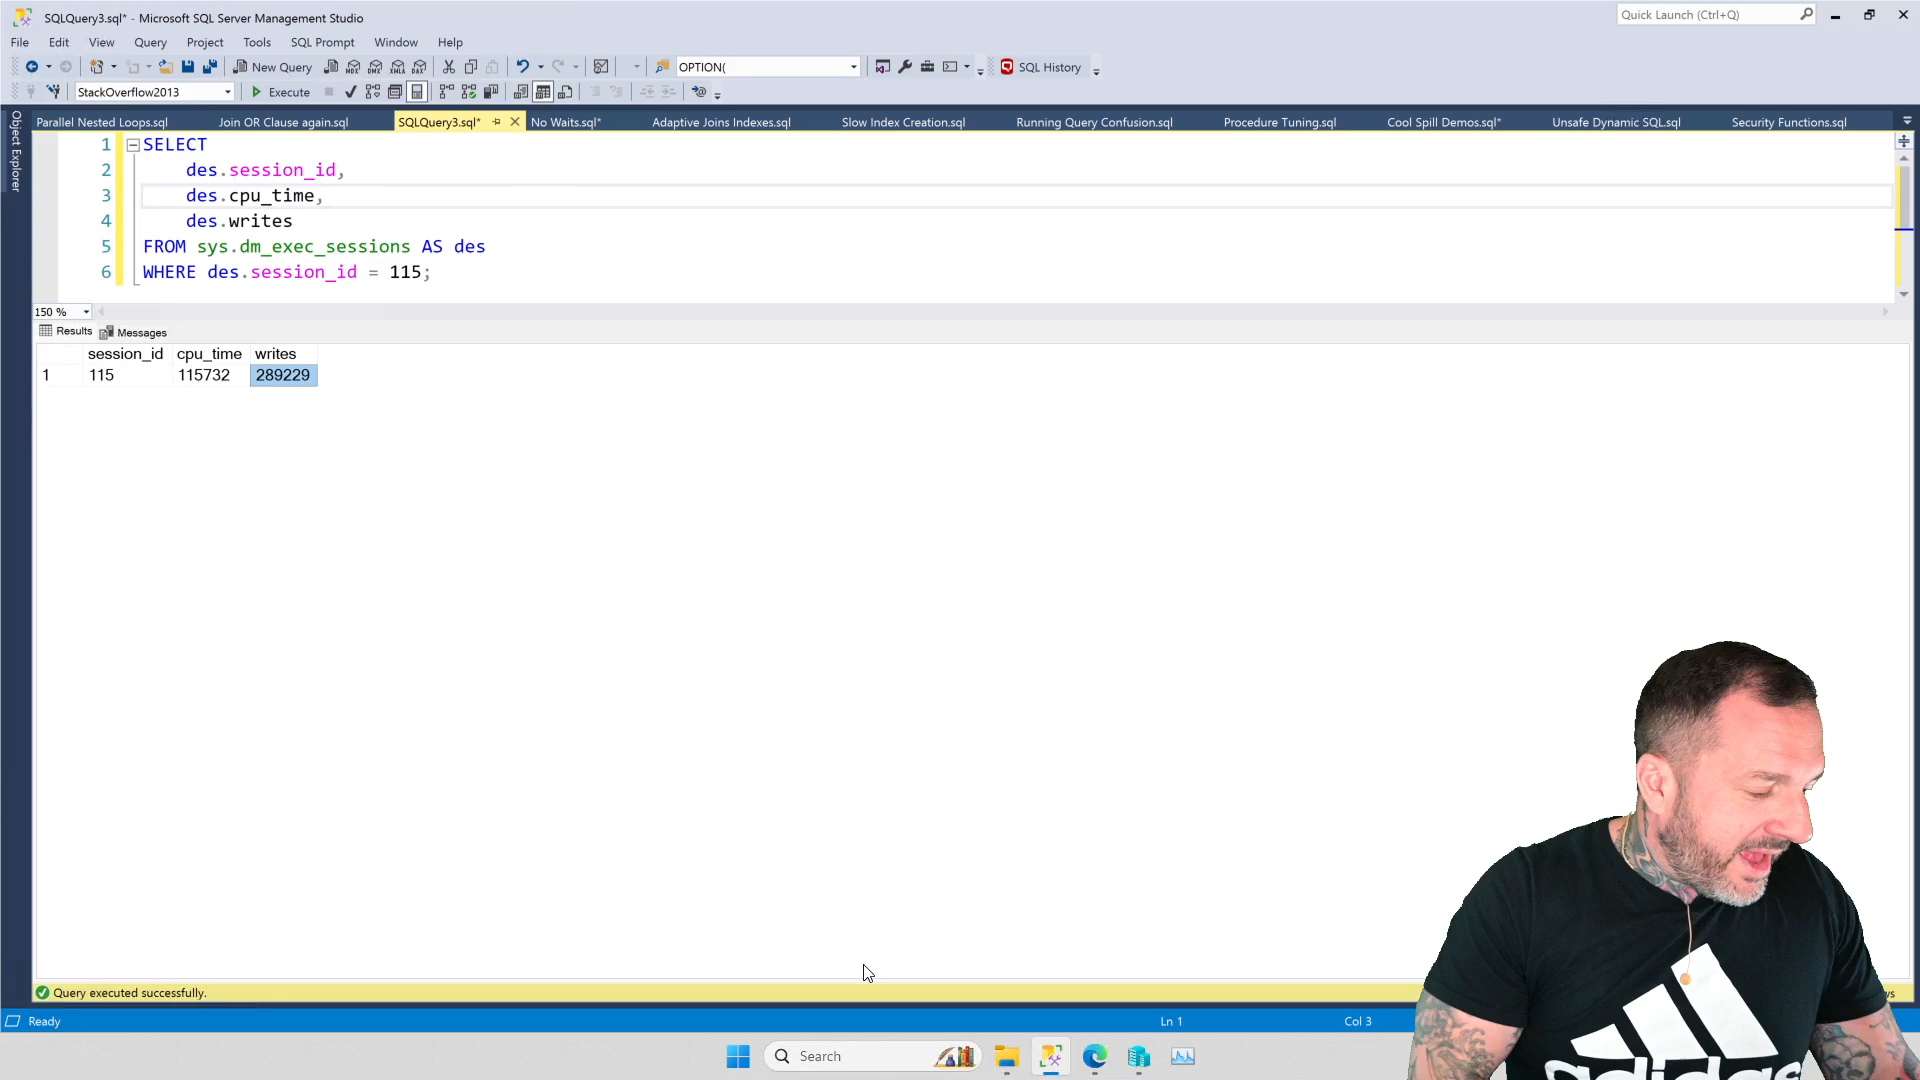 SQLQuery3.sql* - Microsoft SQL Server Management Studio
Quick Launch (Ctrl+Q)
File Edit View Query Project Tools SQL Prompt Window Help
New Query MDX DMX XMLA DAX OPTION( SQL History
StackOverflow2013 Execute
Parallel Nested Loops.sql Join OR Clause again.sql SQLQuery3.sql* No Waits.sql* Adaptive Joins Indexes.sql Slow Index Creation.sql Running Query Confusion.sql Procedure Tuning.sql Cool Spill Demos.sql* Unsafe Dynamic SQL.sql Security Functions.sql
Object Explorer
1 SELECT
2 des.session_id,
3 des.cpu_time,
4 des.writes
5 FROM sys.dm_exec_sessions AS des
6 WHERE des.session_id = 115;
150 %
Results Messages
session_id cpu_time writes
1 115 115732 289229
Query executed successfully.
Ready Ln 1 Col 3
Search
adidas